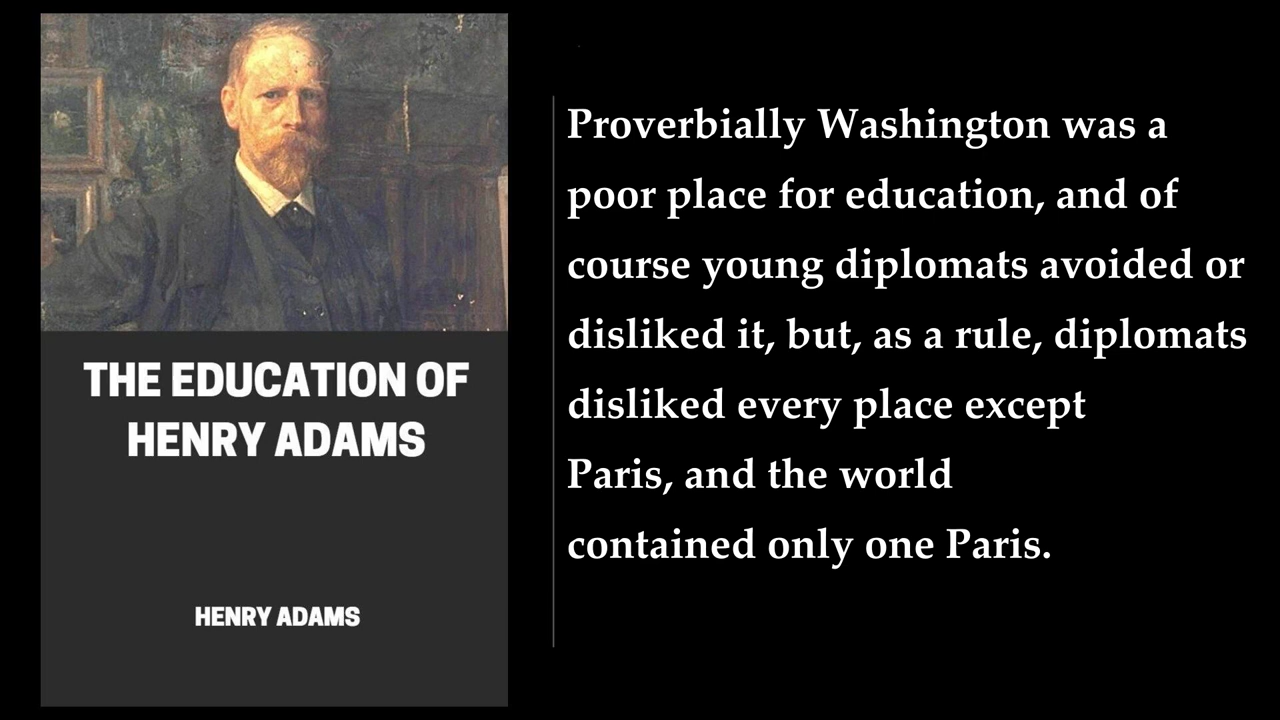 THE EDUCATION OF
HENRY ADAMS
HENRY ADAMS
Proverbially Washington was a
poor place for education, and of
course young diplomats avoided or
disliked it, but, as a rule, diplomats
disliked every place except
Paris, and the world
contained only one Paris.